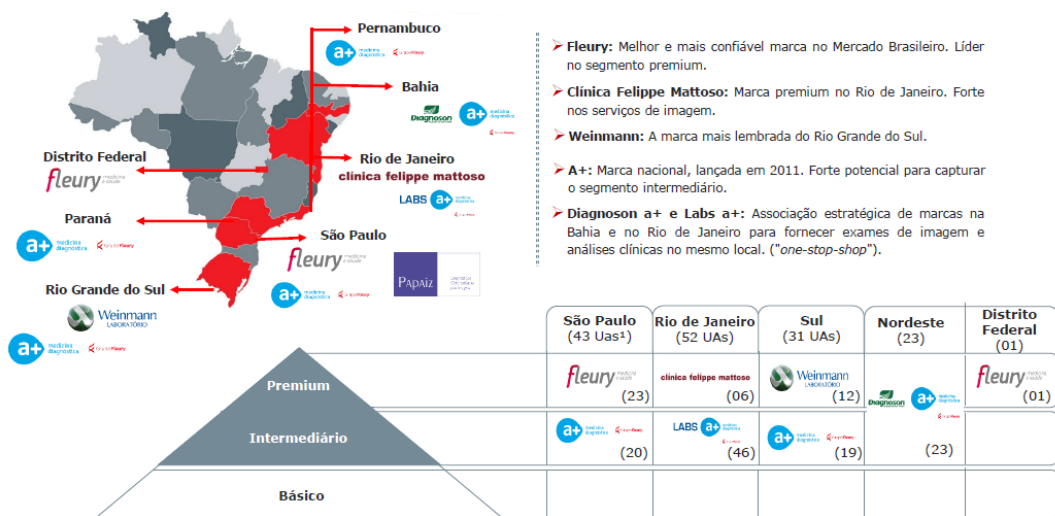 Pernambuco
a+ medicina diagnóstica
Bahia
Diagnoson a+
Distrito Federal
fleury medicina e saúde
Rio de Janeiro
clínica felippe mattoso
LABS a+
Paraná
a+ medicina diagnóstica GrupoFleury
São Paulo
fleury medicina e saúde
PAPAIZ
a+ medicina diagnóstica GrupoFleury
Rio Grande do Sul
Weinmann
LABORATÓRIO
a+ medicina diagnóstica GrupoFleury
Fleury: Melhor e mais confiável marca no Mercado Brasileiro. Líder
no segmento premium.
Clínica Felippe Mattoso: Marca premium no Rio de Janeiro. Forte
nos serviços de imagem.
Weinmann: A marca mais lembrada do Rio Grande do Sul.
A+: Marca nacional, lançada em 2011. Forte potencial para capturar
o segmento intermediário.
Diagnoson a+ e Labs a+: Associação estratégica de marcas na
Bahia e no Rio de Janeiro para fornecer exames de imagem e
análises clínicas no mesmo local. ("one-stop-shop").
São Paulo
(43 Uas¹)
Rio de Janeiro
(52 UAs)
Sul
(31 UAs)
Nordeste
(23)
Distrito
Federal
(01)
Premium
fleury medicina e saúde
(23)
clínica felippe mattoso
(06)
Weinmann
LABORATÓRIO
(12)
Diagnoson a+
(23)
fleury medicina e saúde
(01)
Intermediário
a+ medicina diagnóstica GrupoFleury
(20)
LABS a+
(46)
a+ medicina diagnóstica GrupoFleury
(19)
Básico